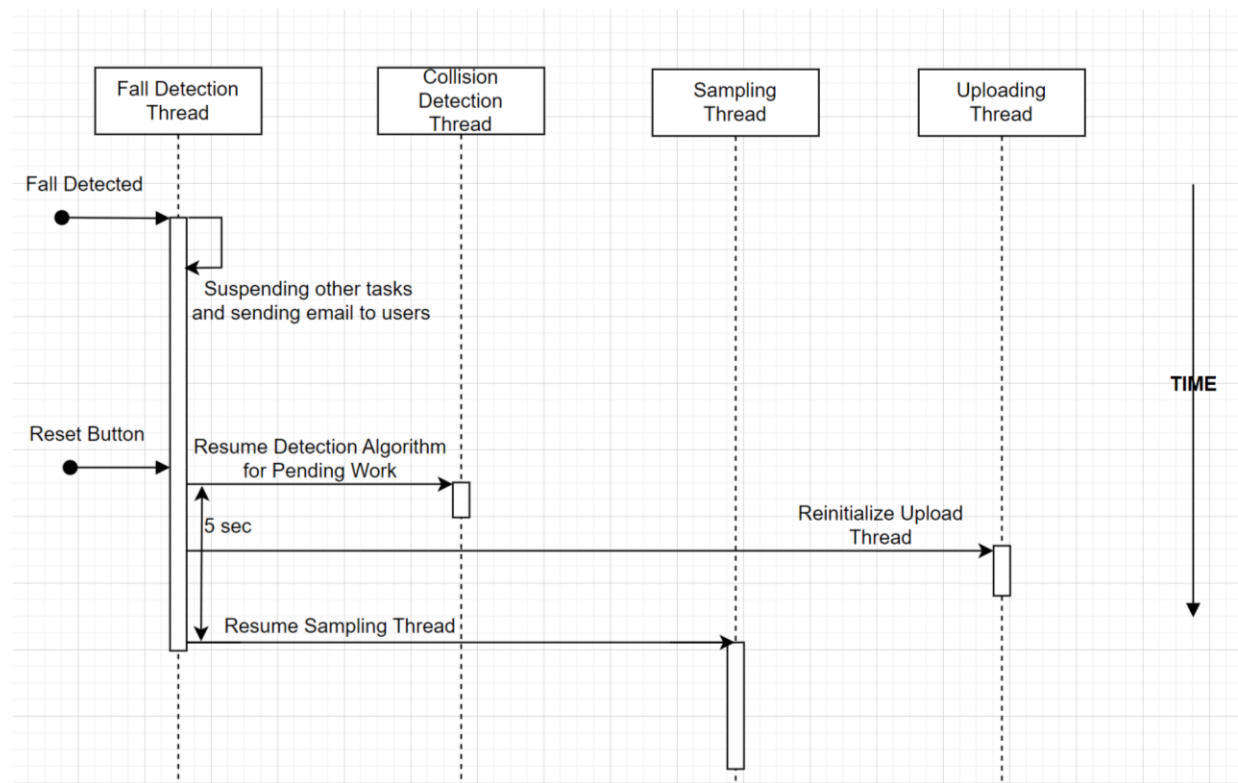 Fall Detection
Thread
Collision
Detection
Thread
Sampling
Thread
Uploading
Thread
Fall Detected
Suspending other tasks
and sending email to users
TIME
Reset Button
Resume Detection Algorithm
for Pending Work
5 sec
Reinitialize Upload
Thread
Resume Sampling Thread